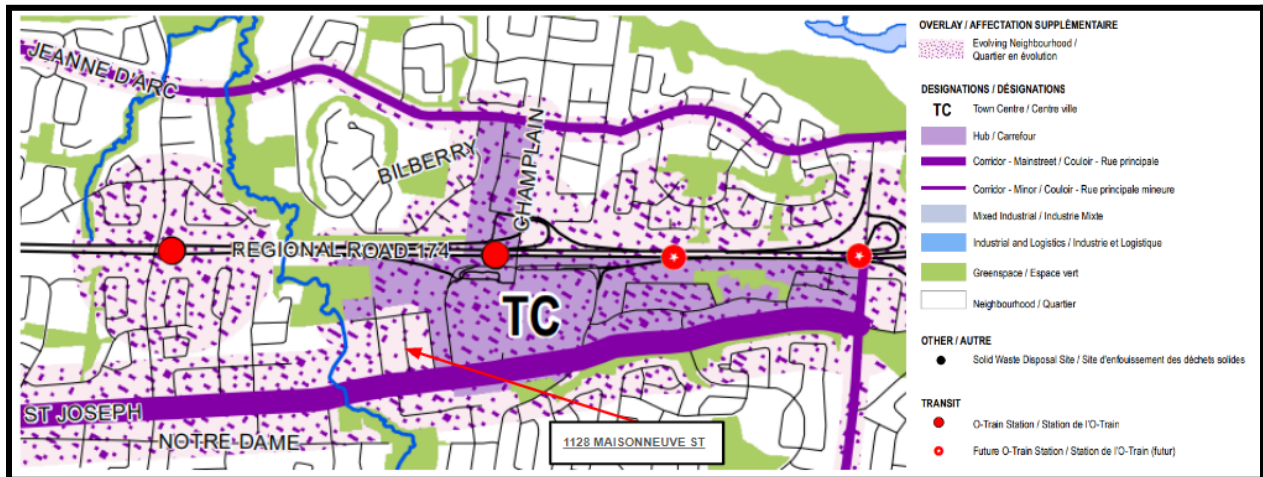 JEANNE D'ARC
BILBERRY
CHAMPLAIN
REGIONAL ROAD 174
TC
ST JOSEPH
NOTRE DAME
1128 MAISONNEUVE ST
OVERLAY / AFFECTATION SUPPLÉMENTAIRE
Evolving Neighbourhood /
Quartier en évolution
DESIGNATIONS / DÉSIGNATIONS
TC Town Centre / Centre ville
Hub / Carrefour
Corridor - Mainstreet / Couloir - Rue principale
Corridor - Minor / Couloir - Rue principale mineure
Mixed Industrial / Industrie Mixte
Industrial and Logistics / Industrie et Logistique
Greenspace / Espace vert
Neighbourhood / Quartier
OTHER / AUTRE
Solid Waste Disposal Site / Site d'enfouissement des déchets solides
TRANSIT
O-Train Station / Station de l'O-Train
Future O-Train Station / Station de l'O-Train (futur)